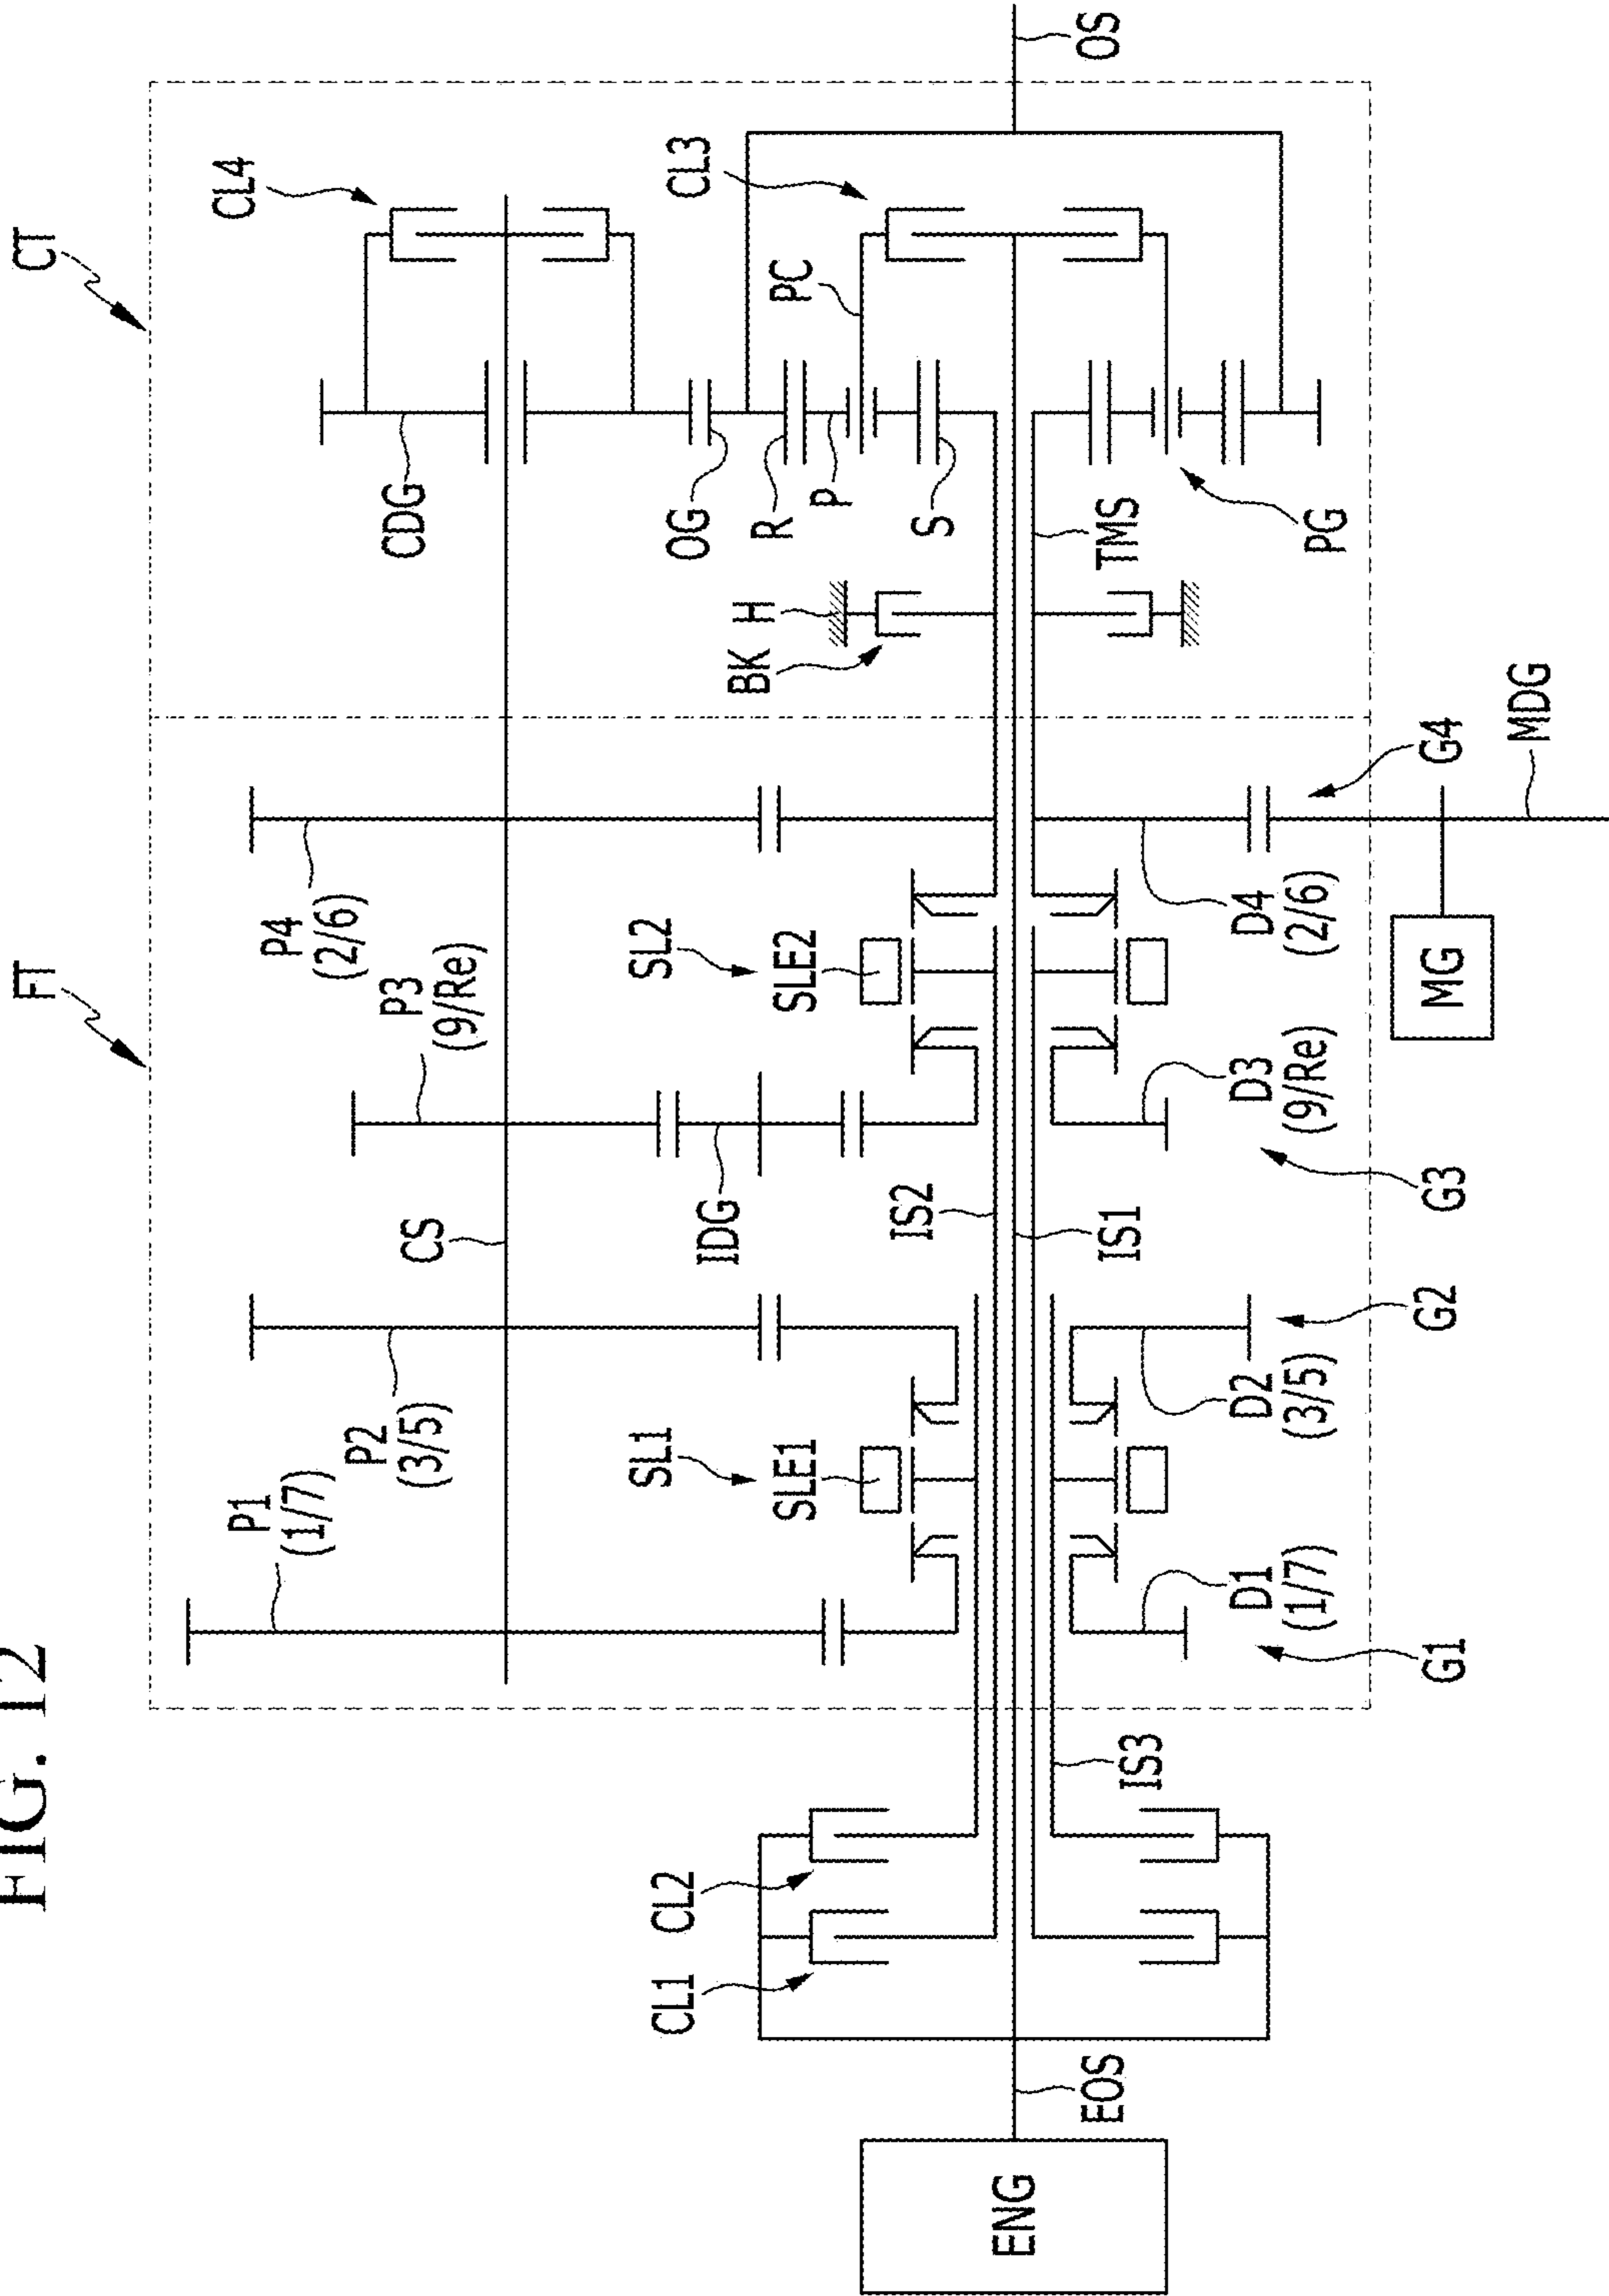 FIG. 12
FT
CT
P1
(1/7)
P2
(3/5)
P3
(9/Re)
P4
(2/6)
CL4
CS
CDG
SL1
SL2
IDG
OG
CL3
CL1
CL2
SLE1
SLE2
BK
H
R
P
PC
S
IS2
ENG
EOS
IS3
IS1
TMS
OS
D1
(1/7)
D2
(3/5)
D3
(9/Re)
D4
(2/6)
PG
G1
G2
G3
G4
MG
MDG